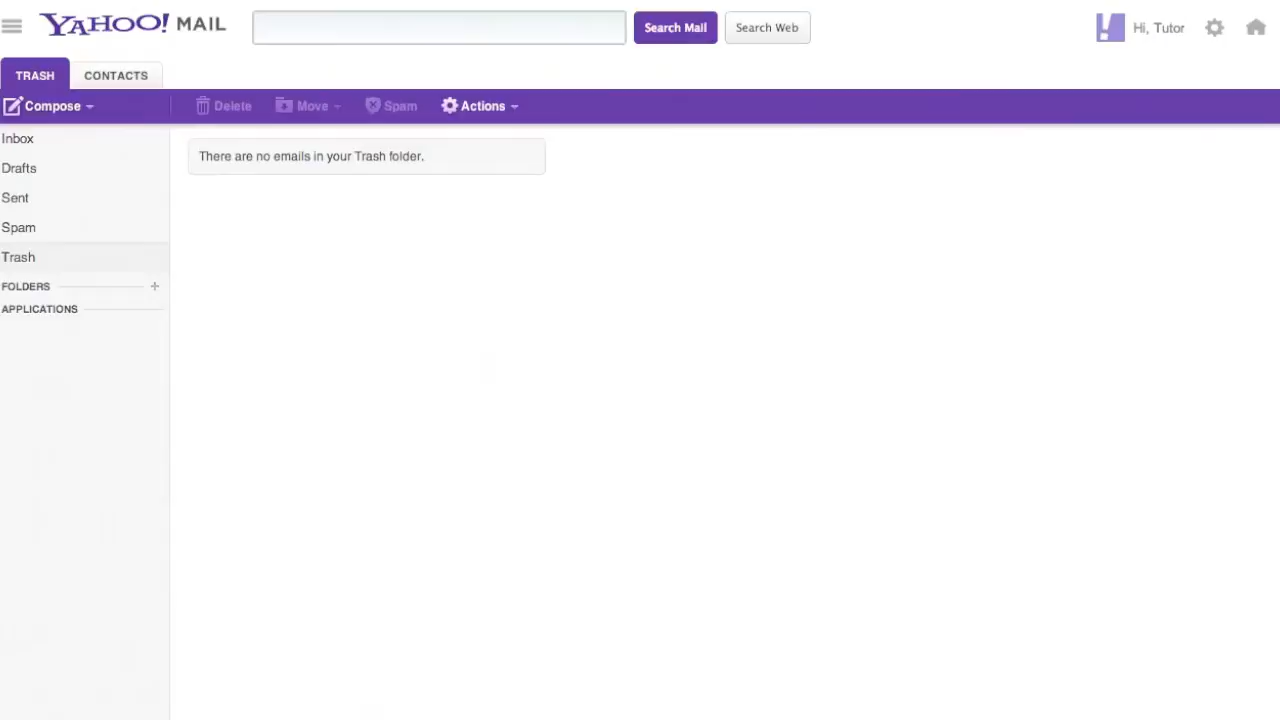 YAHOO! MAIL
Search Mail
Search Web
Hi, Tutor
TRASH
CONTACTS
Compose
Delete
Move
Spam
Actions
Inbox
Drafts
Sent
Spam
Trash
FOLDERS
APPLICATIONS
There are no emails in your Trash folder.